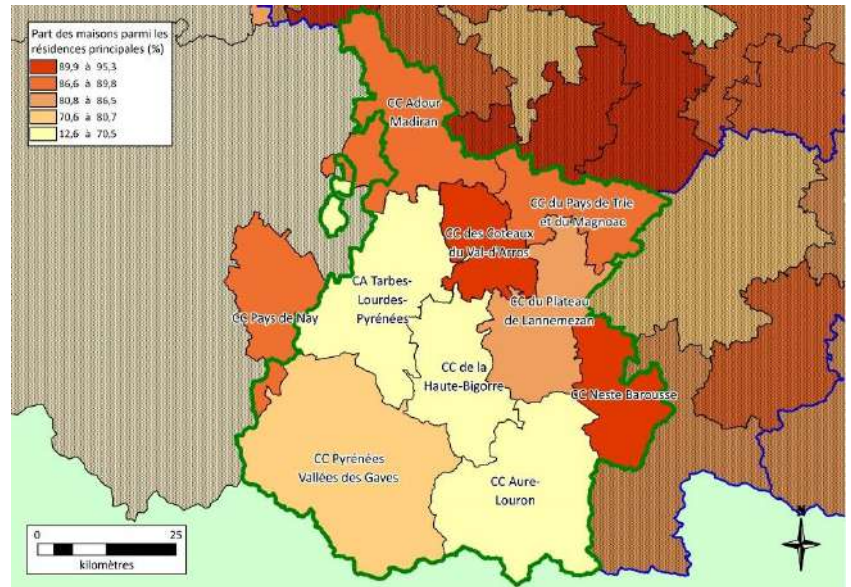 Part des maisons parmi les
résidences principales (%)
89,9 à 95,3
86,6 à 89,8
80,8 à 86,5
70,6 à 80,7
12,6 à 70,5
CC Adour
Madiran
CC du Pays de Trie
et du Magnoac
CC des Coteaux
du Val-d'Arros
CA Tarbes-
Lourdes-
Pyrénées
CC Pays de Nay
CC du Plateau
de Lannemezan
CC de la
Haute-Bigorre
CC Neste Barousse
CC Pyrénées
Vallées des Gaves
CC Aure-
Louron
0 25
kilomètres
N